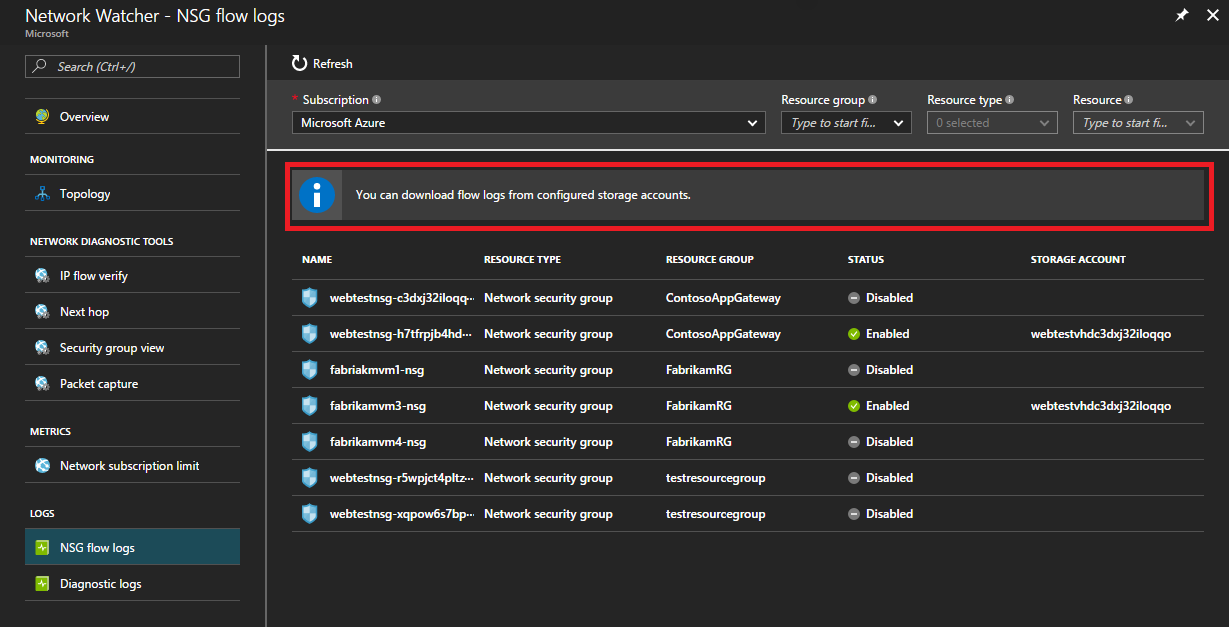 Network Watcher - NSG flow logs
Microsoft
Search (Ctrl+/)
Overview
MONITORING
Topology
NETWORK DIAGNOSTIC TOOLS
IP flow verify
Next hop
Security group view
Packet capture
METRICS
Network subscription limit
LOGS
NSG flow logs
Diagnostic logs
Refresh
* Subscription Resource group Resource type Resource
Microsoft Azure Type to start fi... 0 selected Type to start fi...
You can download flow logs from configured storage accounts.
NAME RESOURCE TYPE RESOURCE GROUP STATUS STORAGE ACCOUNT
webtestnsg-c3dxj32iloqq... Network security group ContosoAppGateway Disabled
webtestnsg-h7tfrpjb4hd... Network security group ContosoAppGateway Enabled webtestvhdc3dxj32iloqqo
fabriakmvm1-nsg Network security group FabrikamRG Disabled
fabrikamvm3-nsg Network security group FabrikamRG Enabled webtestvhdc3dxj32iloqqo
fabrikamvm4-nsg Network security group FabrikamRG Disabled
webtestnsg-r5wpjct4pltz... Network security group testresourcegroup Disabled
webtestnsg-xqpow6s7bp... Network security group testresourcegroup Disabled